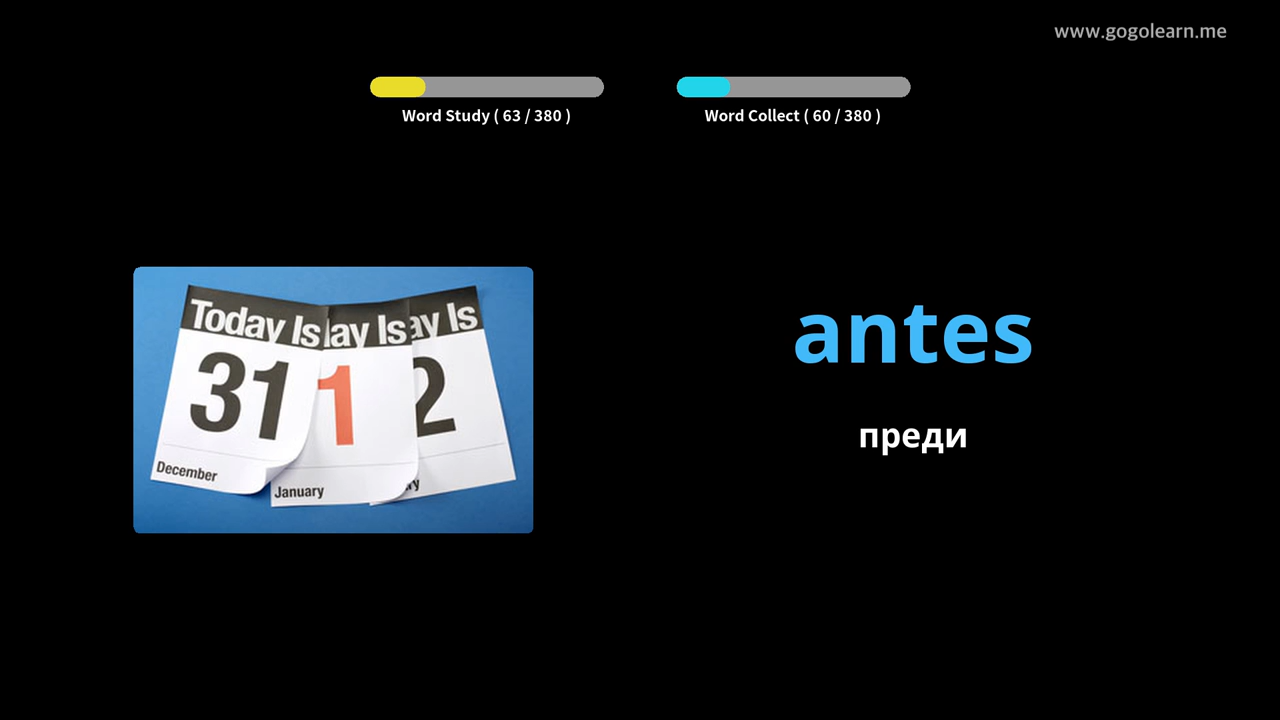 www.gogolearn.me
Word Study ( 63 / 380 )
Word Collect ( 60 / 380 )
Today Is
31
December
ay Is
1
January
ay Is
2
antes
преди